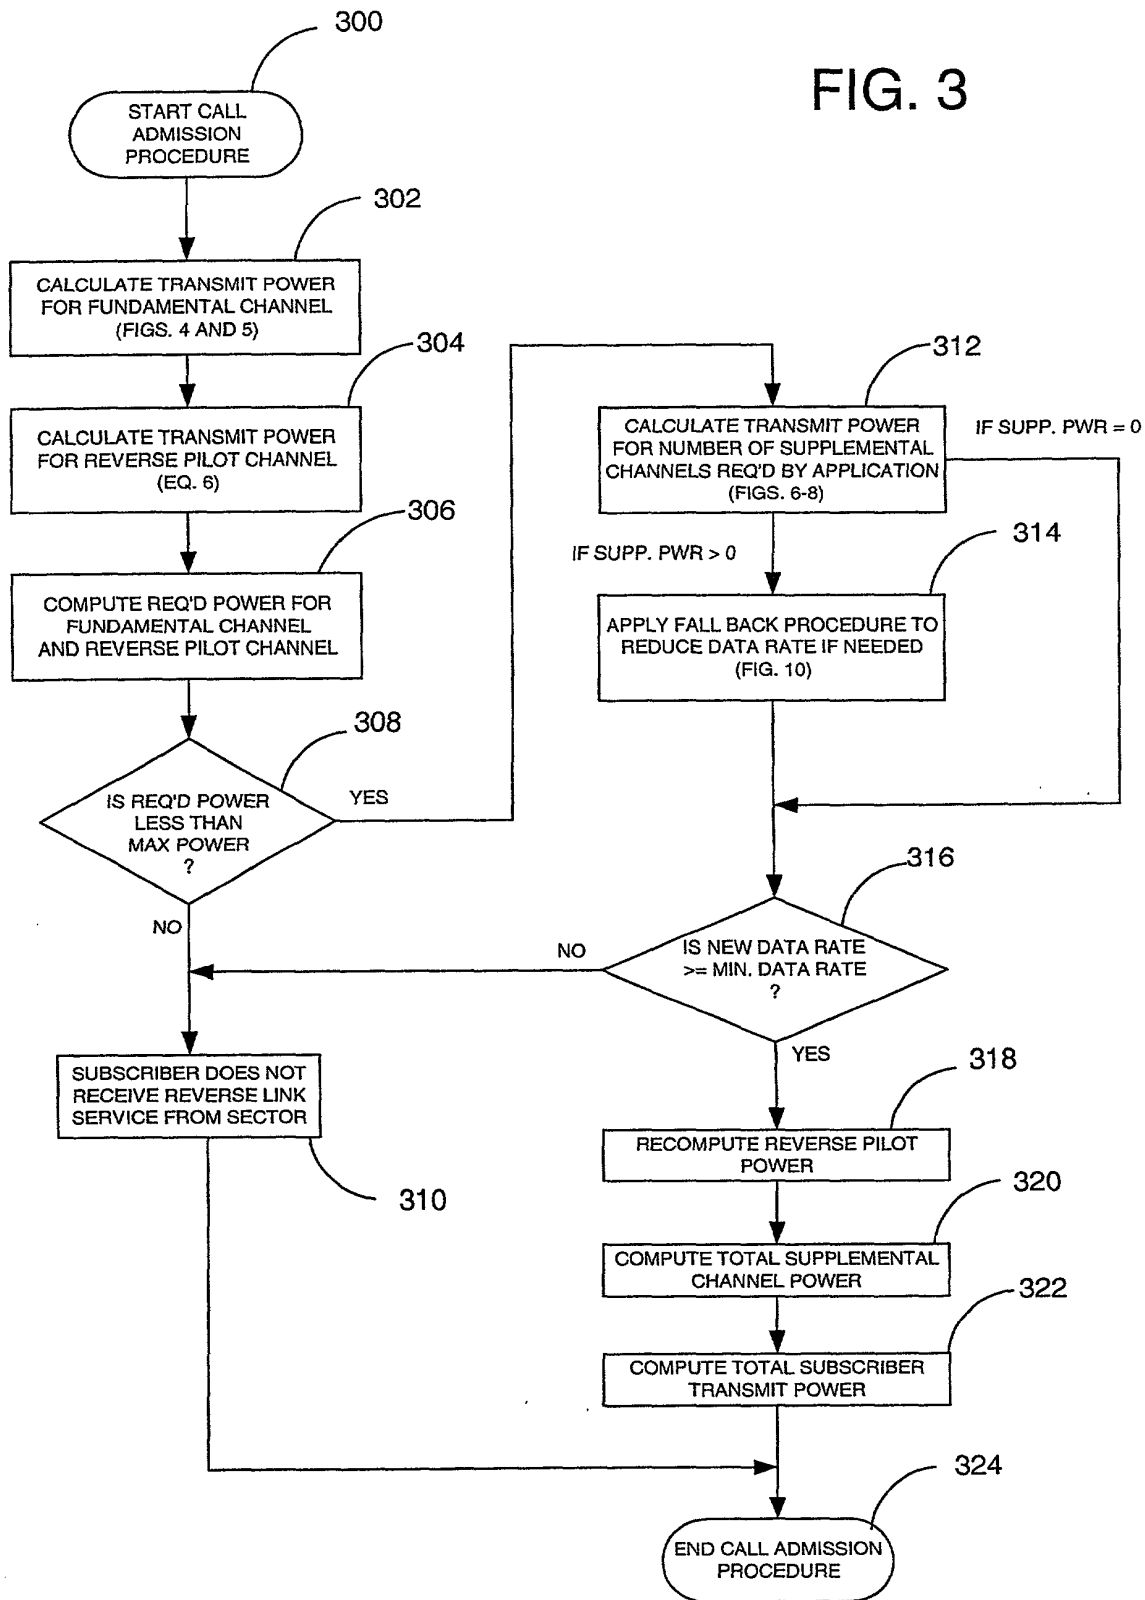 300
FIG. 3
START CALL
ADMISSION
PROCEDURE
302
CALCULATE TRANSMIT POWER
FOR FUNDAMENTAL CHANNEL
(FIGS. 4 AND 5)
304
CALCULATE TRANSMIT POWER
FOR REVERSE PILOT CHANNEL
(EQ. 6)
306
COMPUTE REQ'D POWER FOR
FUNDAMENTAL CHANNEL
AND REVERSE PILOT CHANNEL
308
IS REQ'D POWER
LESS THAN
MAX POWER
?
YES
NO
SUBSCRIBER DOES NOT
RECEIVE REVERSE LINK
SERVICE FROM SECTOR
310
312
CALCULATE TRANSMIT POWER
FOR NUMBER OF SUPPLEMENTAL
CHANNELS REQ'D BY APPLICATION
(FIGS. 6-8)
IF SUPP. PWR = 0
IF SUPP. PWR > 0
314
APPLY FALL BACK PROCEDURE TO
REDUCE DATA RATE IF NEEDED
(FIG. 10)
316
IS NEW DATA RATE
>= MIN. DATA RATE
?
NO
YES
318
RECOMPUTE REVERSE PILOT
POWER
320
COMPUTE TOTAL SUPPLEMENTAL
CHANNEL POWER
322
COMPUTE TOTAL SUBSCRIBER
TRANSMIT POWER
324
END CALL ADMISSION
PROCEDURE